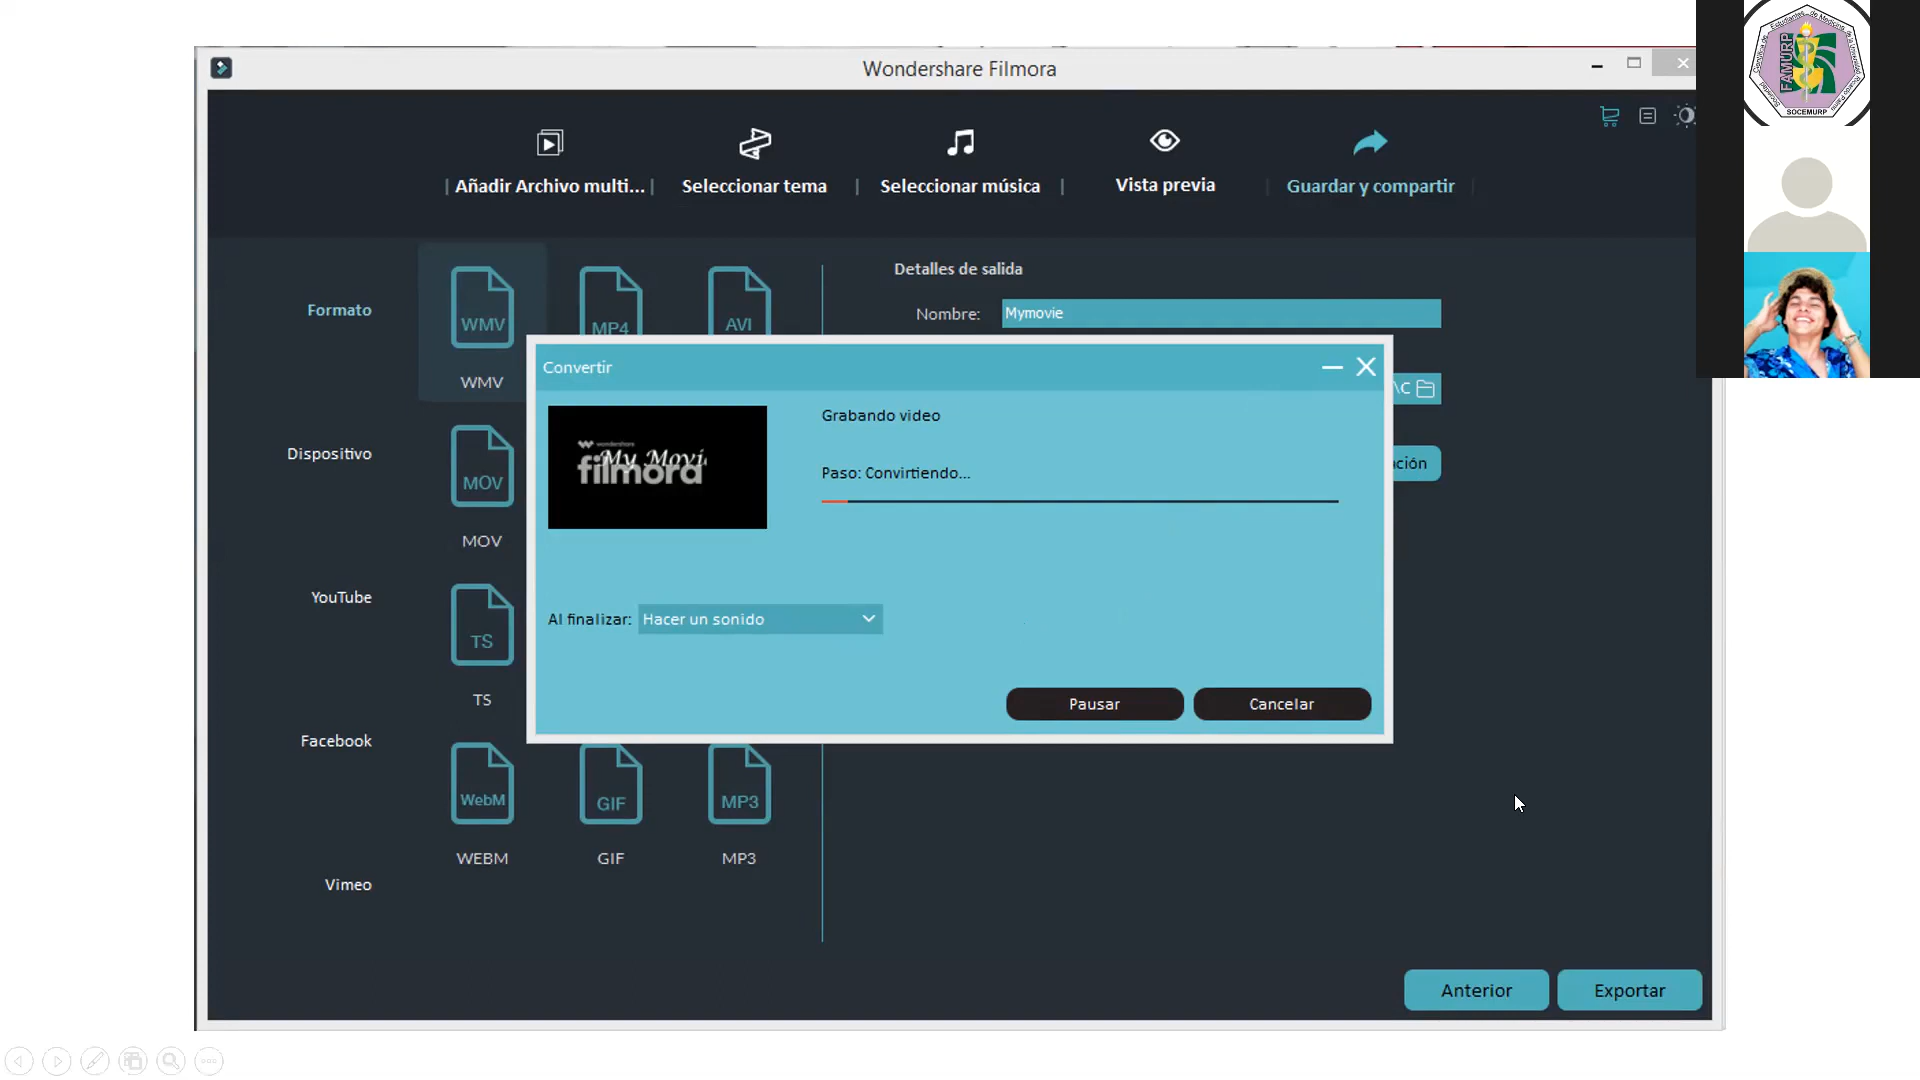 Wondershare Filmora
Añadir Archivo multi...
Seleccionar tema
Seleccionar música
Vista previa
Guardar y compartir
Formato
Dispositivo
YouTube
Facebook
Vimeo
WMV
MP4
AVI
WMV
MOV
MOV
TS
TS
WebM
GIF
MP3
WEBM
GIF
MP3
Detalles de salida
Nombre:
Mymovie
\C
ción
Convertir
wondershare
filmora
My Movi
Grabando video
Paso: Convirtiendo...
Al finalizar:
Hacer un sonido
Pausar
Cancelar
Anterior
Exportar
FAMURP
SOCEMURP